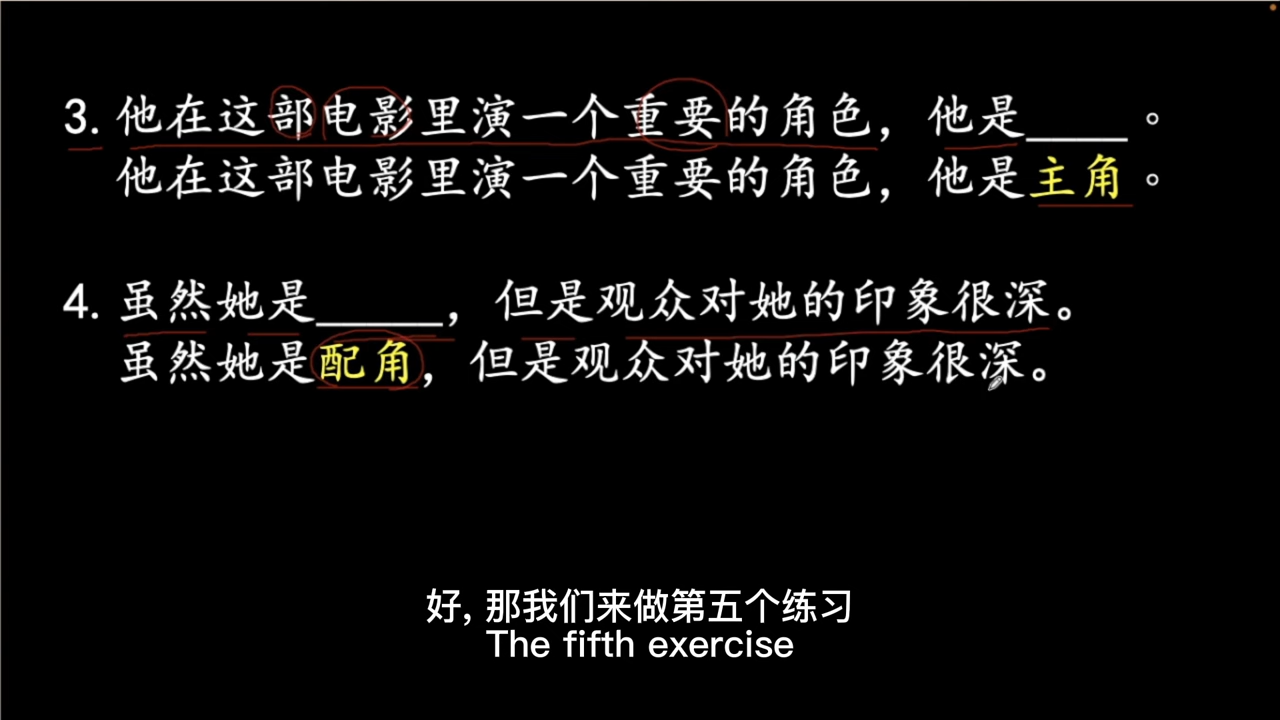 3. 他在这部电影里演一个重要的角色，他是_____。
他在这部电影里演一个重要的角色，他是主角。
4. 虽然她是_____，但是观众对她的印象很深。
虽然她是配角，但是观众对她的印象很深。
好，那我们来做第五个练习
The fifth exercise